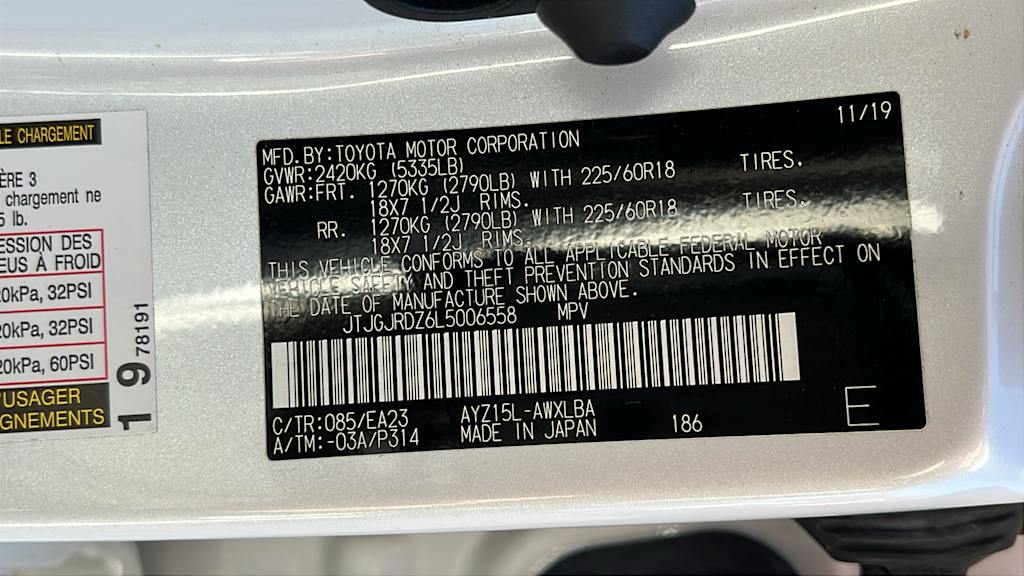 LE CHARGEMENT
ÈRE 3
chargement ne
5 lb.
ESSION DES
EUS À FROID
20kPa, 32PSI
20kPa, 32PSI
20kPa, 60PSI
'USAGER
GNEMENTS
19 78191
11/19
MFD.BY:TOYOTA MOTOR CORPORATION
GVWR:2420KG (5335LB)
GAWR:FRT. 1270KG (2790LB) WITH 225/60R18 TIRES.
18X7 1/2J RIMS.
RR. 1270KG (2790LB) WITH 225/60R18 TIRES.
18X7 1/2J RIMS.
THIS VEHICLE CONFORMS TO ALL APPLICABLE FEDERAL MOTOR
VEHICLE SAFETY AND THEFT PREVENTION STANDARDS IN EFFECT ON
THE DATE OF MANUFACTURE SHOWN ABOVE.
JTJGJRDZ6L5006558 MPV
C/TR:085/EA23 AYZ15L-AWXLBA
A/TM:-03A/P314 MADE IN JAPAN 186
E